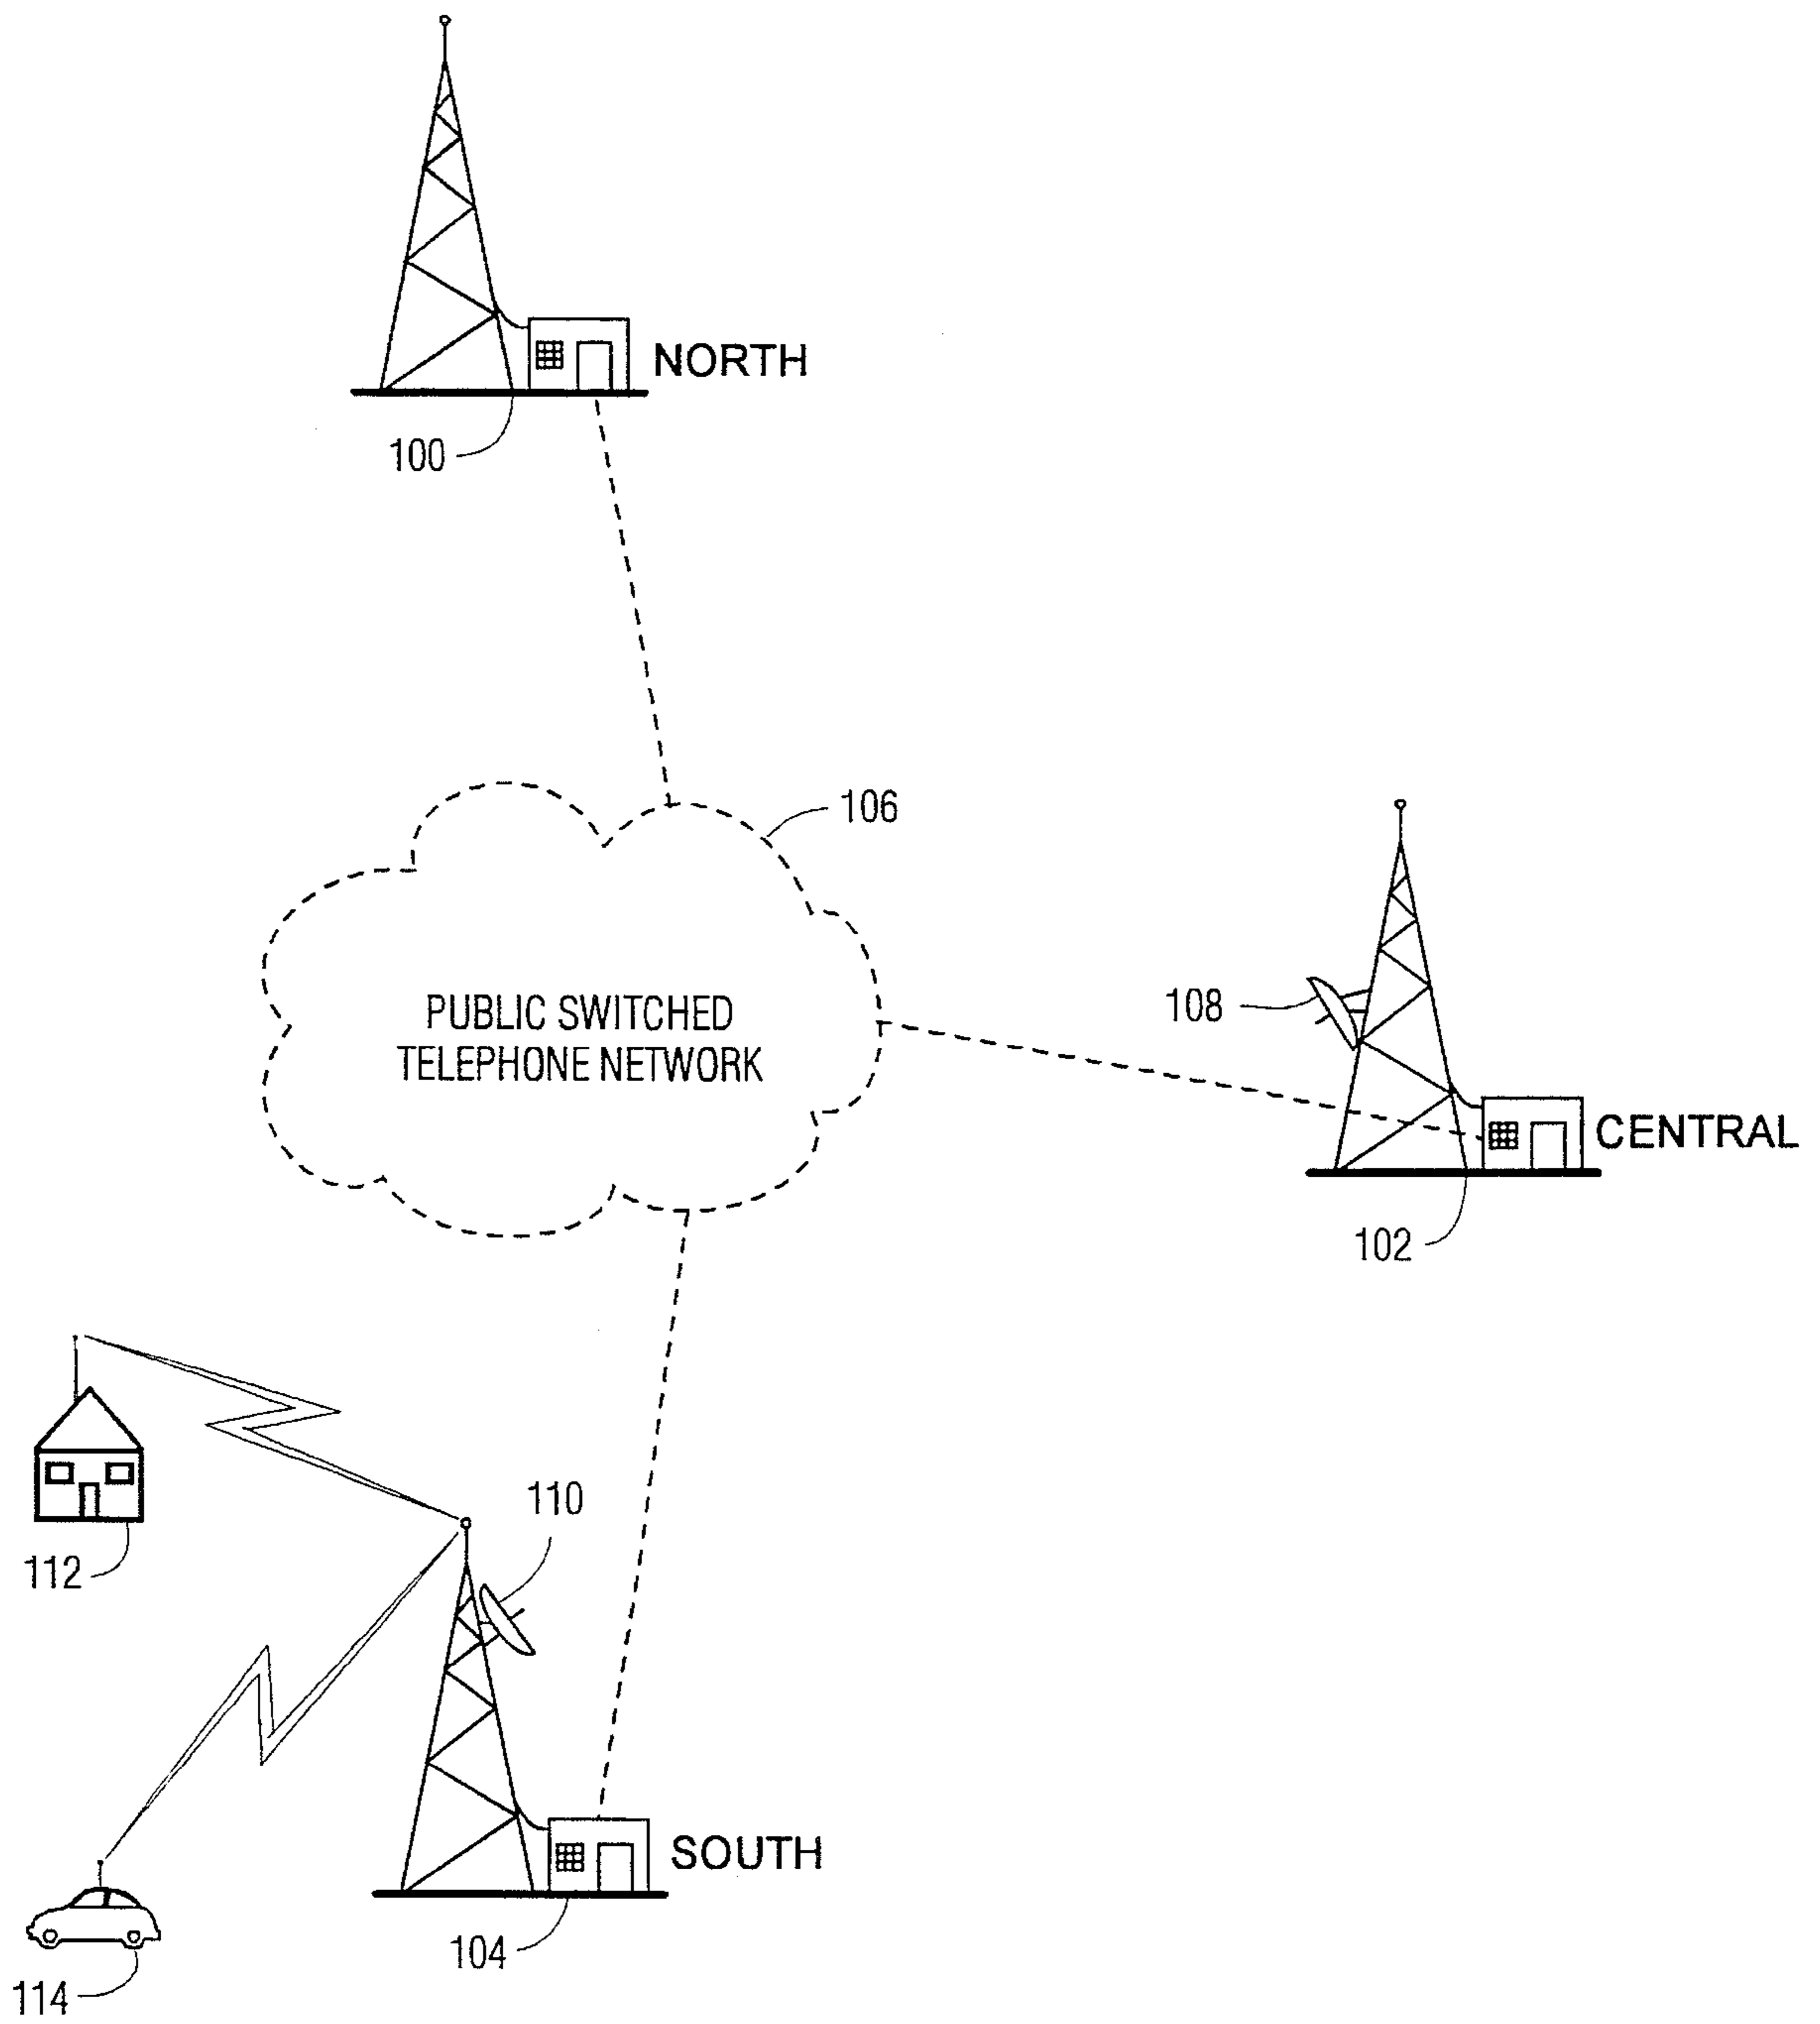 NORTH
100
106
108
PUBLIC SWITCHED
TELEPHONE NETWORK
CENTRAL
102
110
112
SOUTH
104
114